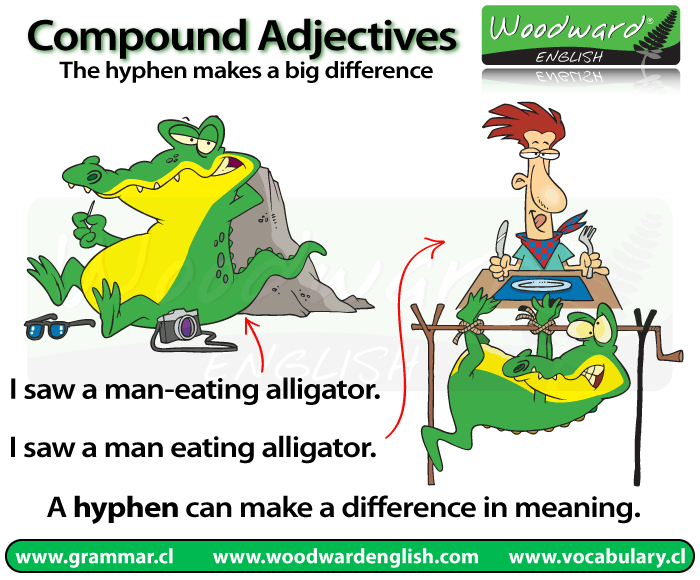 Compound Adjectives
The hyphen makes a big difference
Woodward®
ENGLISH
I saw a man-eating alligator.
I saw a man eating alligator.
A hyphen can make a difference in meaning.
www.grammar.cl www.woodwardenglish.com www.vocabulary.cl